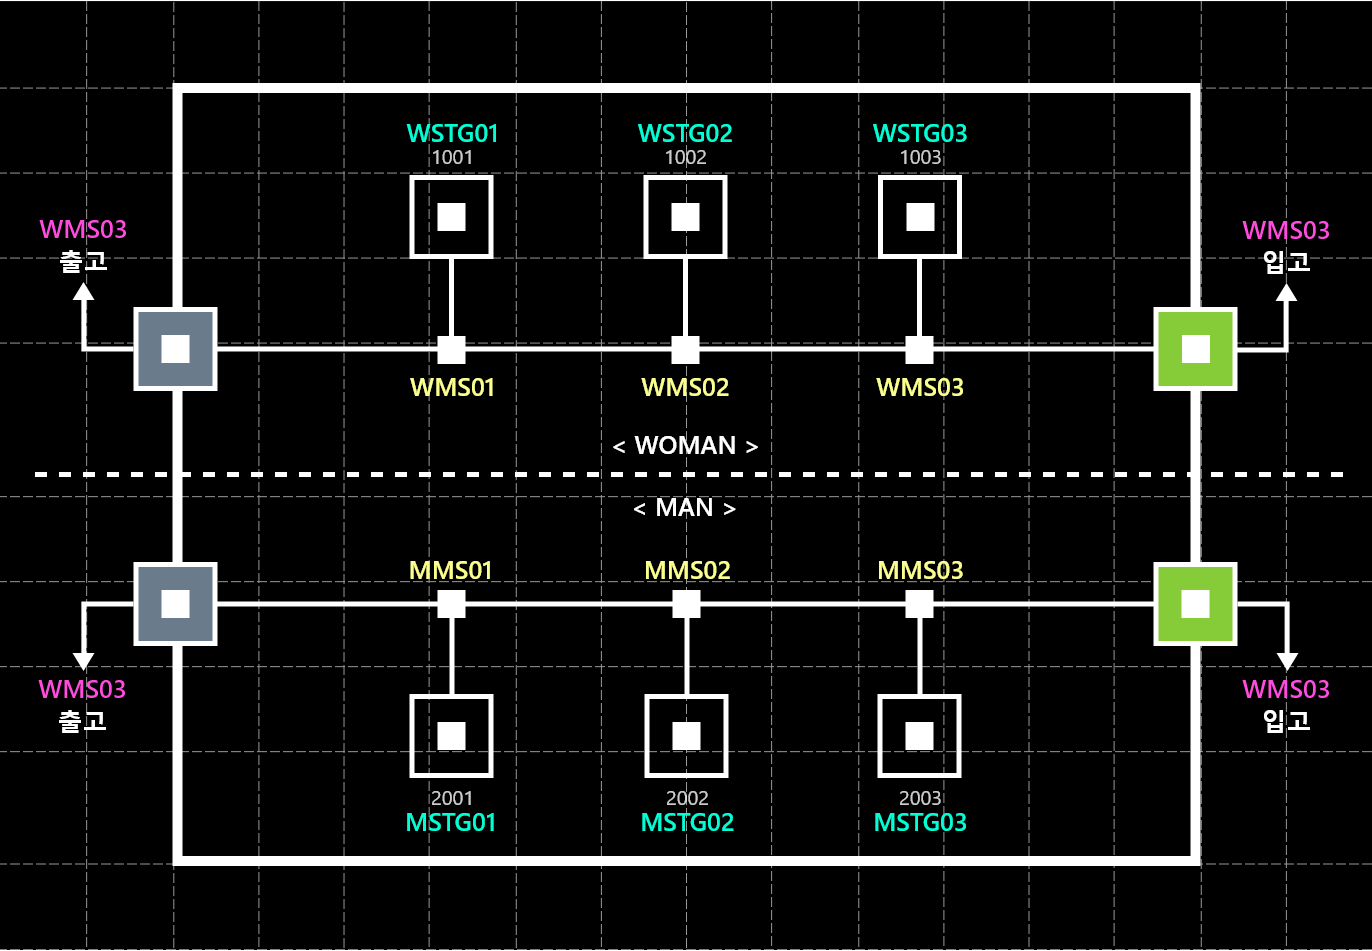 WSTG01
1001
WSTG02
1002
WSTG03
1003
WMS03
출고
WMS03
입고
WMS01
WMS02
WMS03
< WOMAN >
< MAN >
MMS01
MMS02
MMS03
WMS03
출고
WMS03
입고
2001
MSTG01
2002
MSTG02
2003
MSTG03